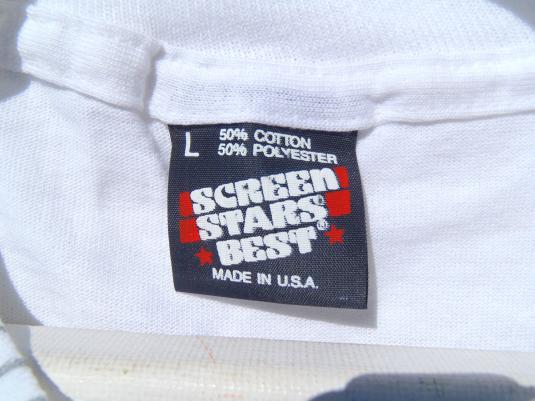 L 50% COTTON
50% POLYESTER
SCREEN
STARS
BEST®
MADE IN U.S.A.